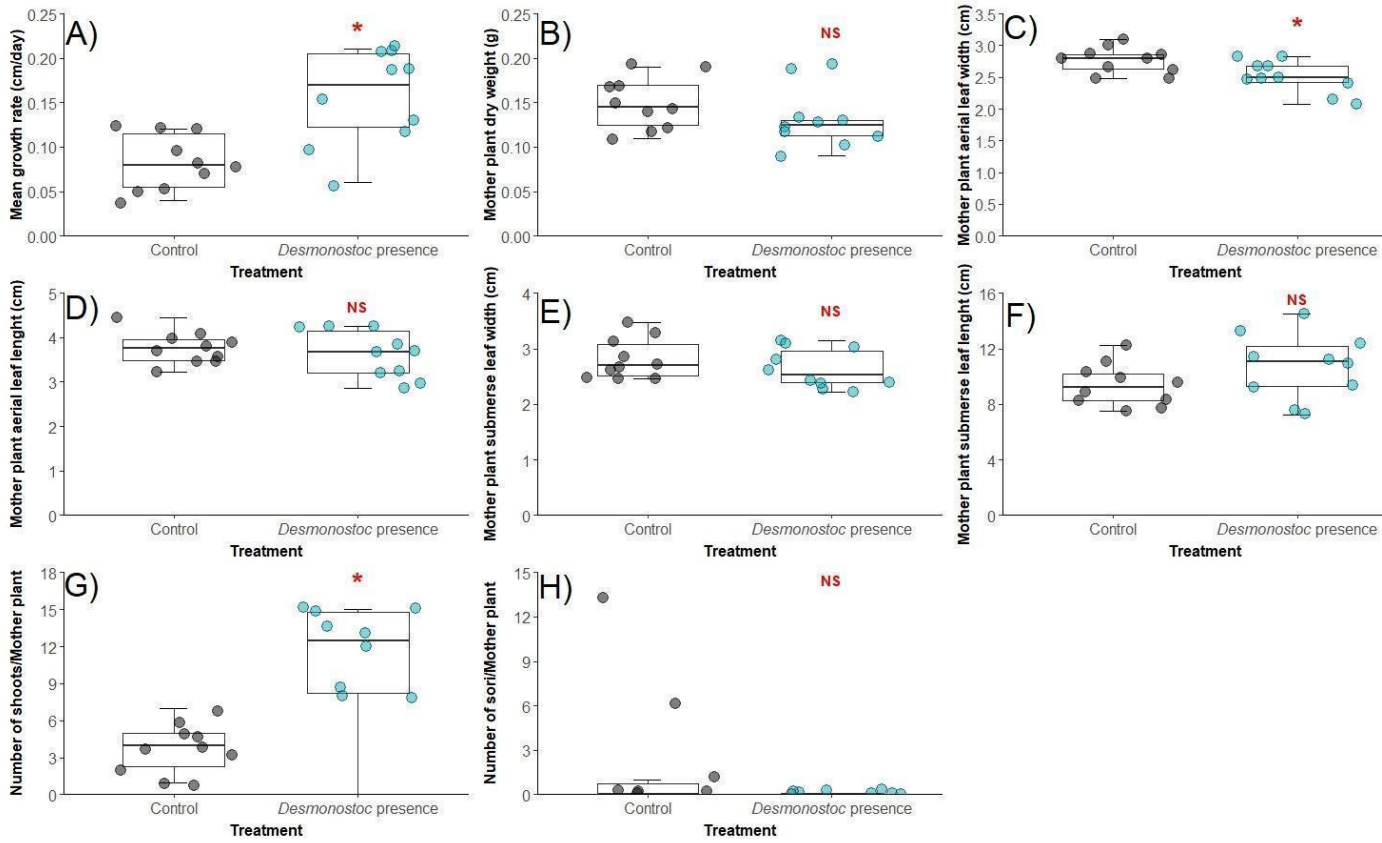 A)
*
Mean growth rate (cm/day)
0.25
0.20
0.15
0.10
0.05
0.00
Control
Desmonostoc presence
Treatment
B)
NS
Mother plant dry weight (g)
0.25
0.20
0.15
0.10
0.05
0.00
Control
Desmonostoc presence
Treatment
C)
*
Mother plant aerial leaf width (cm)
3.5
3.0
2.5
2.0
1.5
1.0
0.5
0.0
Control
Desmonostoc presence
Treatment
D)
NS
Mother plant aerial leaf lenght (cm)
5
4
3
2
1
0
Control
Desmonostoc presence
Treatment
E)
NS
Mother plant submerse leaf width (cm)
4
3
2
1
0
Control
Desmonostoc presence
Treatment
F)
NS
Mother plant submerse leaf lenght (cm)
16
12
8
4
0
Control
Desmonostoc presence
Treatment
G)
*
Number of shoots/Mother plant
18
15
12
9
6
3
0
Control
Desmonostoc presence
Treatment
H)
NS
Number of sori/Mother plant
15
12
9
6
3
0
Control
Desmonostoc presence
Treatment